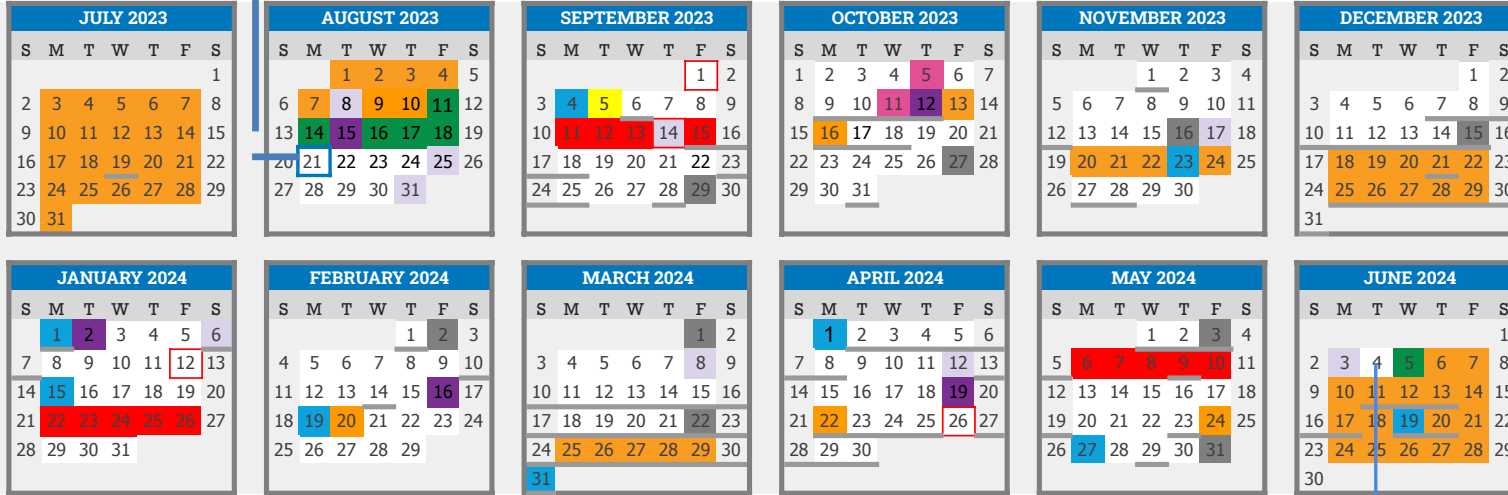 JULY 2023
S M T W T F S
1
2 3 4 5 6 7 8
9 10 11 12 13 14 15
16 17 18 19 20 21 22
23 24 25 26 27 28 29
30 31
AUGUST 2023
S M T W T F S
1 2 3 4 5
6 7 8 9 10 11 12
13 14 15 16 17 18 19
20 21 22 23 24 25 26
27 28 29 30 31
SEPTEMBER 2023
S M T W T F S
1 2
3 4 5 6 7 8 9
10 11 12 13 14 15 16
17 18 19 20 21 22 23
24 25 26 27 28 29 30
OCTOBER 2023
S M T W T F S
1 2 3 4 5 6 7
8 9 10 11 12 13 14
15 16 17 18 19 20 21
22 23 24 25 26 27 28
29 30 31
NOVEMBER 2023
S M T W T F S
1 2 3 4
5 6 7 8 9 10 11
12 13 14 15 16 17 18
19 20 21 22 23 24 25
26 27 28 29 30
DECEMBER 2023
S M T W T F S
1 2
3 4 5 6 7 8 9
10 11 12 13 14 15 16
17 18 19 20 21 22 23
24 25 26 27 28 29 30
31
JANUARY 2024
S M T W T F S
1 2 3 4 5 6
7 8 9 10 11 12 13
14 15 16 17 18 19 20
21 22 23 24 25 26 27
28 29 30 31
FEBRUARY 2024
S M T W T F S
1 2 3
4 5 6 7 8 9 10
11 12 13 14 15 16 17
18 19 20 21 22 23 24
25 26 27 28 29
MARCH 2024
S M T W T F S
1 2
3 4 5 6 7 8 9
10 11 12 13 14 15 16
17 18 19 20 21 22 23
24 25 26 27 28 29 30
31
APRIL 2024
S M T W T F S
1 2 3 4 5 6
7 8 9 10 11 12 13
14 15 16 17 18 19 20
21 22 23 24 25 26 27
28 29 30
MAY 2024
S M T W T F S
1 2 3 4
5 6 7 8 9 10 11
12 13 14 15 16 17 18
19 20 21 22 23 24 25
26 27 28 29 30 31
JUNE 2024
S M T W T F S
1
2 3 4 5 6 7 8
9 10 11 12 13 14 15
16 17 18 19 20 21 22
23 24 25 26 27 28 29
30